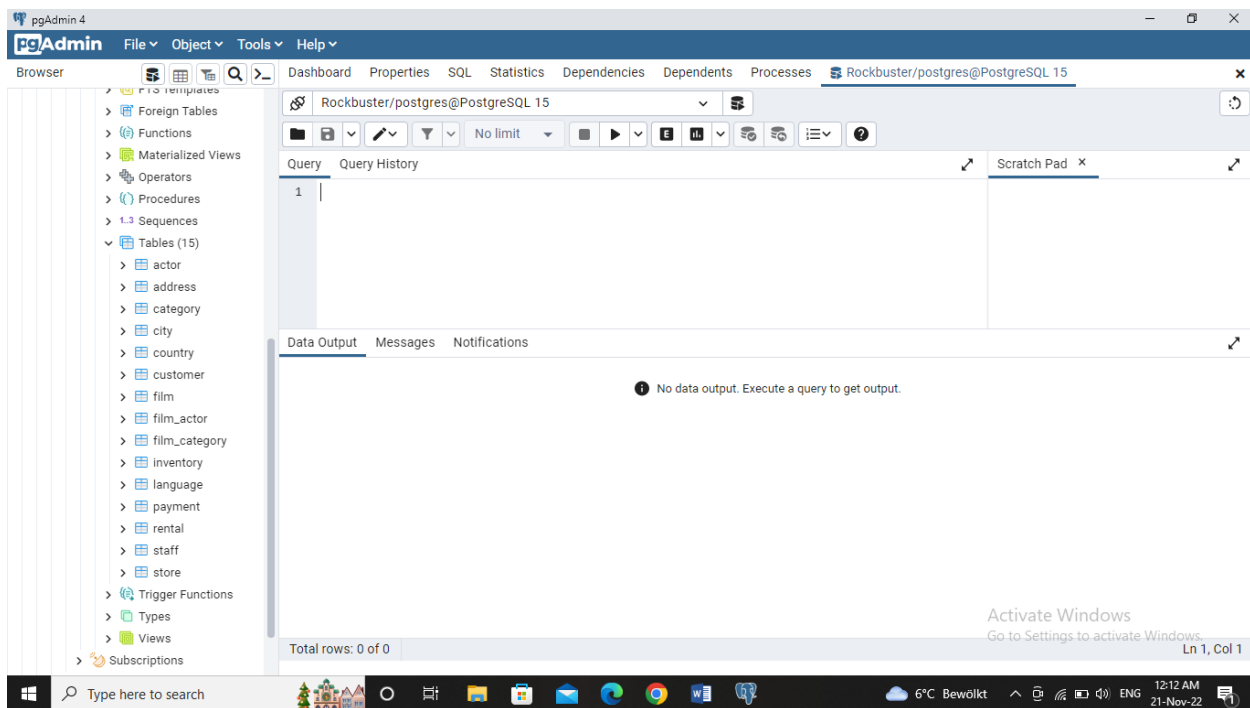 pgAdmin 4
pgAdmin File Object Tools Help
Browser
Dashboard Properties SQL Statistics Dependencies Dependents Processes Rockbuster/postgres@PostgreSQL 15
FTS Templates
Foreign Tables
Functions
Materialized Views
Operators
Procedures
1..3 Sequences
Tables (15)
actor
address
category
city
country
customer
film
film_actor
film_category
inventory
language
payment
rental
staff
store
Trigger Functions
Types
Views
Subscriptions
Rockbuster/postgres@PostgreSQL 15
No limit
E
Query Query History
Scratch Pad
1
Data Output Messages Notifications
No data output. Execute a query to get output.
Activate Windows
Go to Settings to activate Windows.
Total rows: 0 of 0
Ln 1, Col 1
Type here to search
6°C Bewölkt
ENG
12:12 AM
21-Nov-22
1